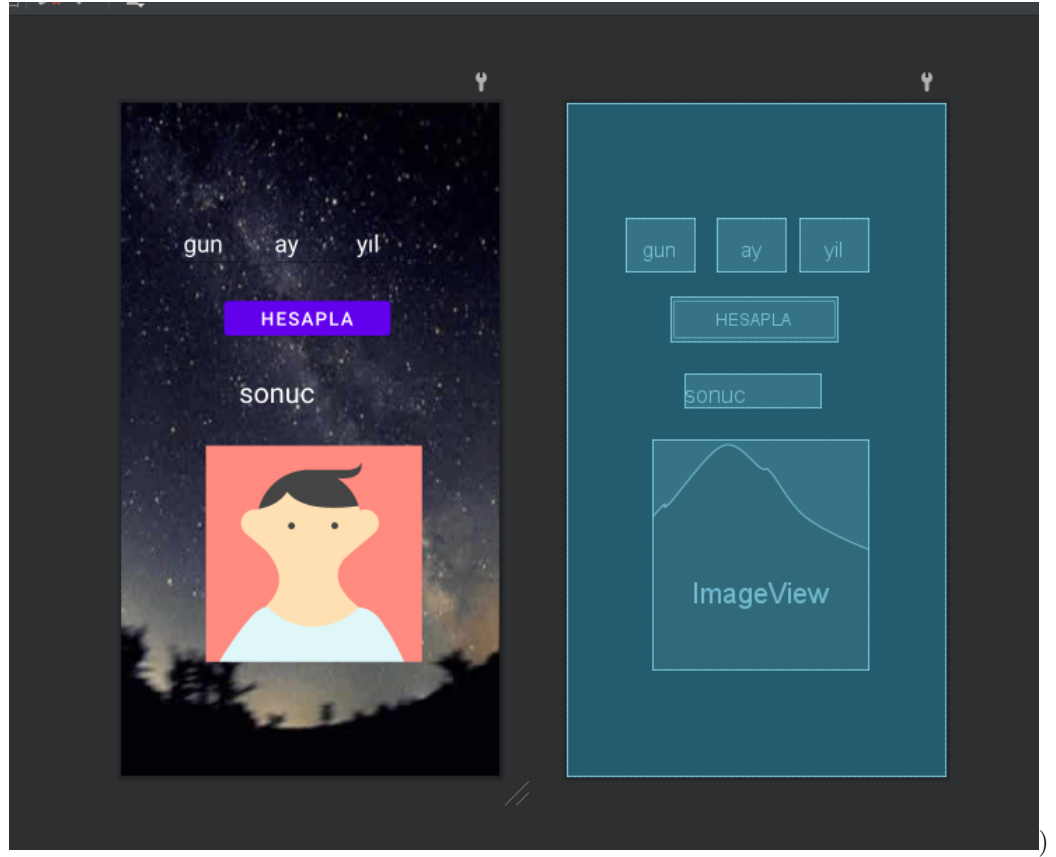 gun ay yıl
HESAPLA
sonuc
gun ay yil
HESAPLA
sonuc
ImageView
)